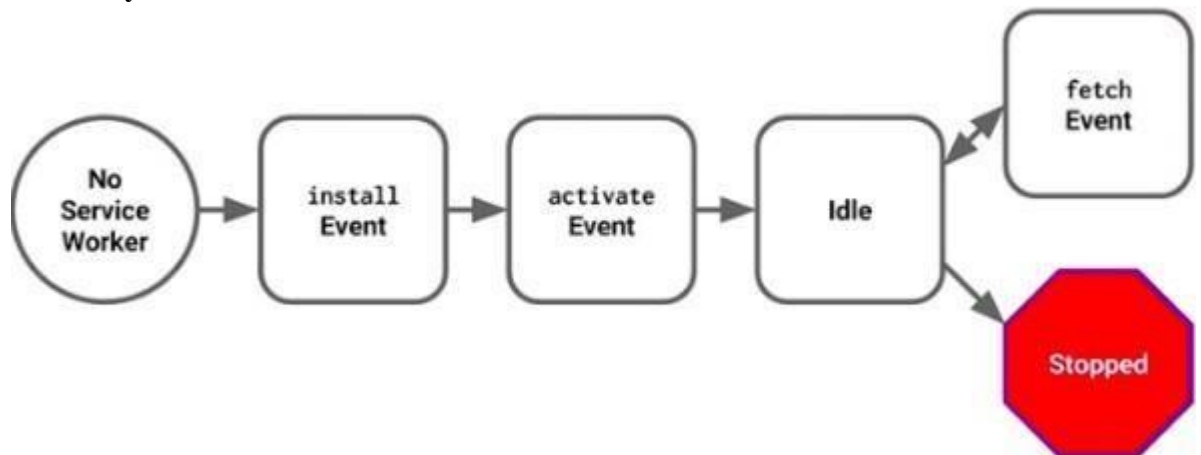 No
Service
Worker
install
Event
activate
Event
Idle
fetch
Event
Stopped